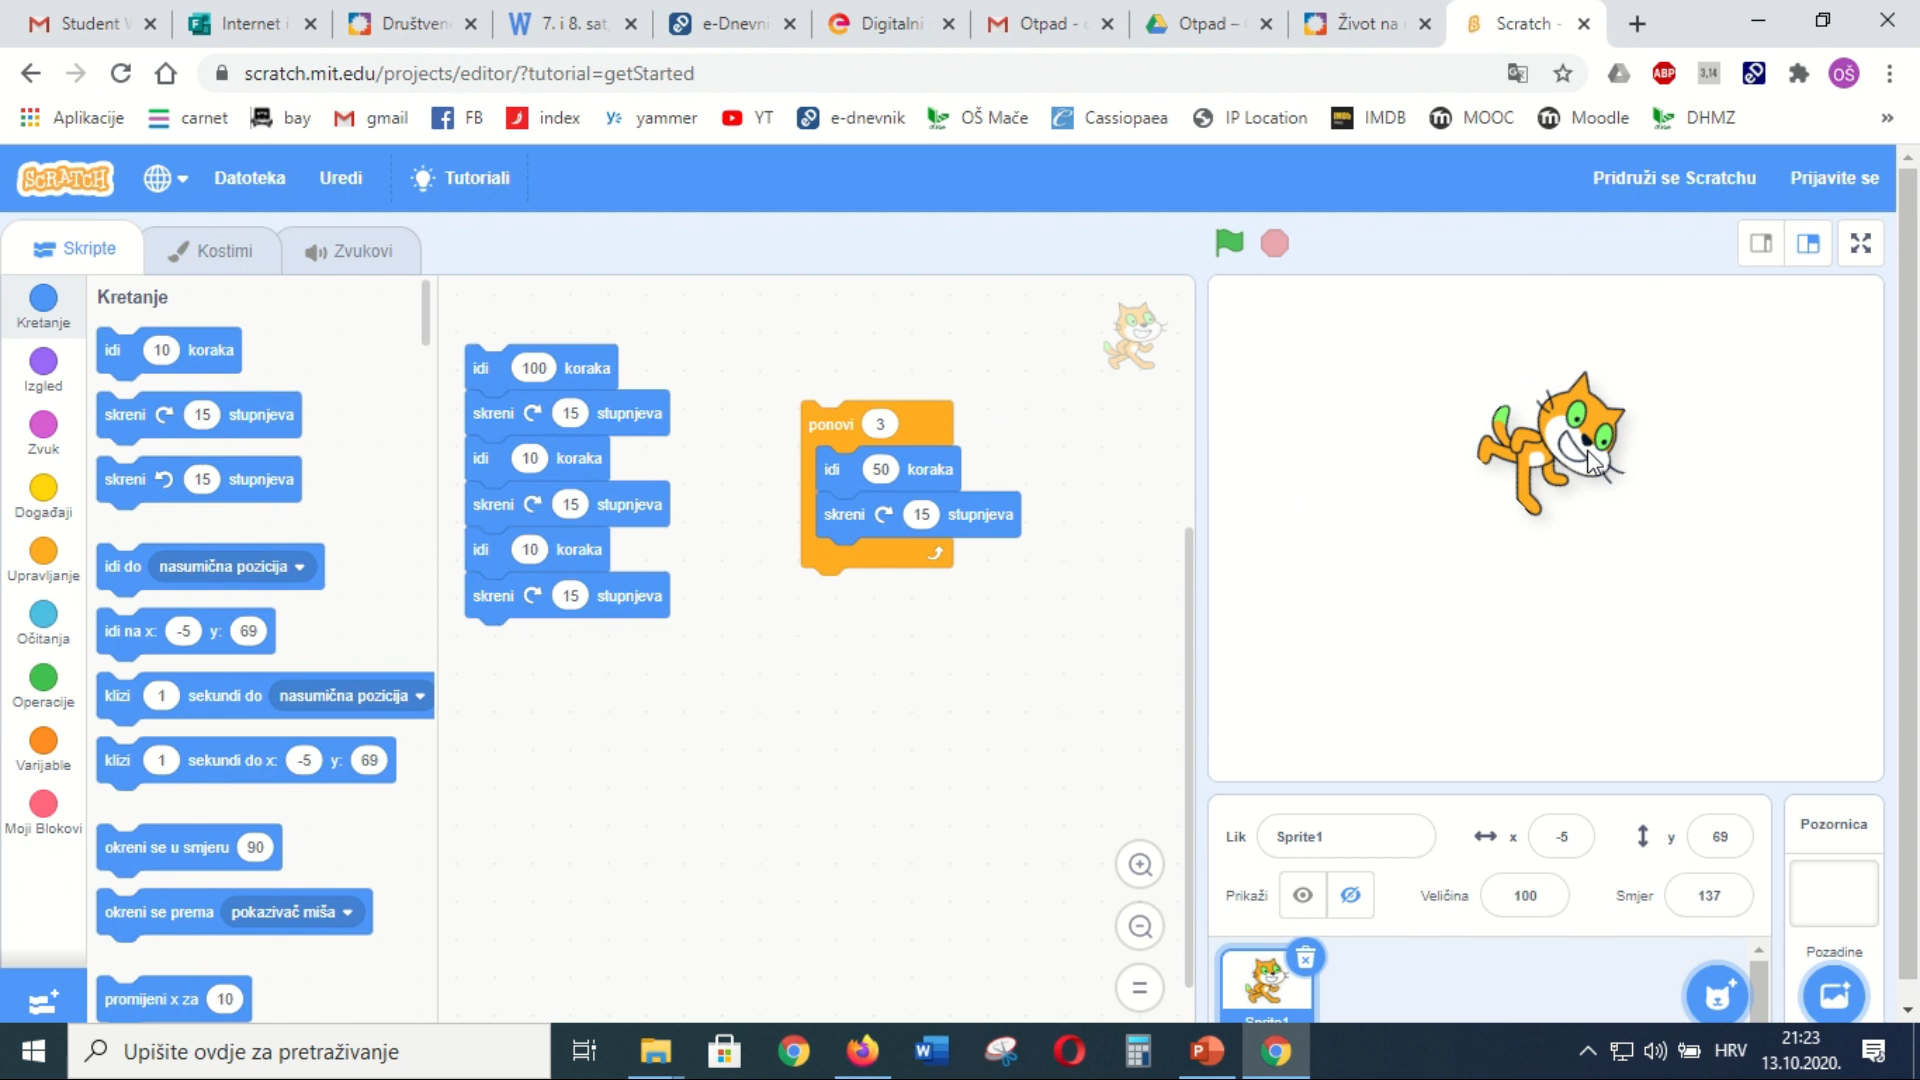 Student V
Internet i
Društven
7. i 8. sat,
e-Dnevni
Digitalni
Otpad -
Otpad –
Život na
Scratch -
scratch.mit.edu/projects/editor/?tutorial=getStarted
ABP
3,14
OŠ
Aplikacije
carnet
bay
gmail
FB
index
yammer
YT
e-dnevnik
OŠ Mače
Cassiopaea
IP Location
IMDB
MOOC
Moodle
DHMZ
»
SCRATCH
Datoteka
Uredi
Tutoriali
Pridruži se Scratchu
Prijavite se
Skripte
Kostimi
Zvukovi
Kretanje
Izgled
Zvuk
Događaji
Upravljanje
Očitanja
Operacije
Varijable
Moji Blokovi
Kretanje
idi 10 koraka
skreni 15 stupnjeva
skreni 15 stupnjeva
idi do nasumična pozicija
idi na x: -5 y: 69
klizi 1 sekundi do nasumična pozicija
klizi 1 sekundi do x: -5 y: 69
okreni se u smjeru 90
okreni se prema pokazivač miša
promijeni x za 10
idi 100 koraka
skreni 15 stupnjeva
idi 10 koraka
skreni 15 stupnjeva
idi 10 koraka
skreni 15 stupnjeva
ponovi 3
idi 50 koraka
skreni 15 stupnjeva
Lik Sprite1 x -5 y 69
Prikaži Veličina 100 Smjer 137
Sprite1
Pozornica
Pozadine
Upišite ovdje za pretraživanje
HRV
21:23
13.10.2020.